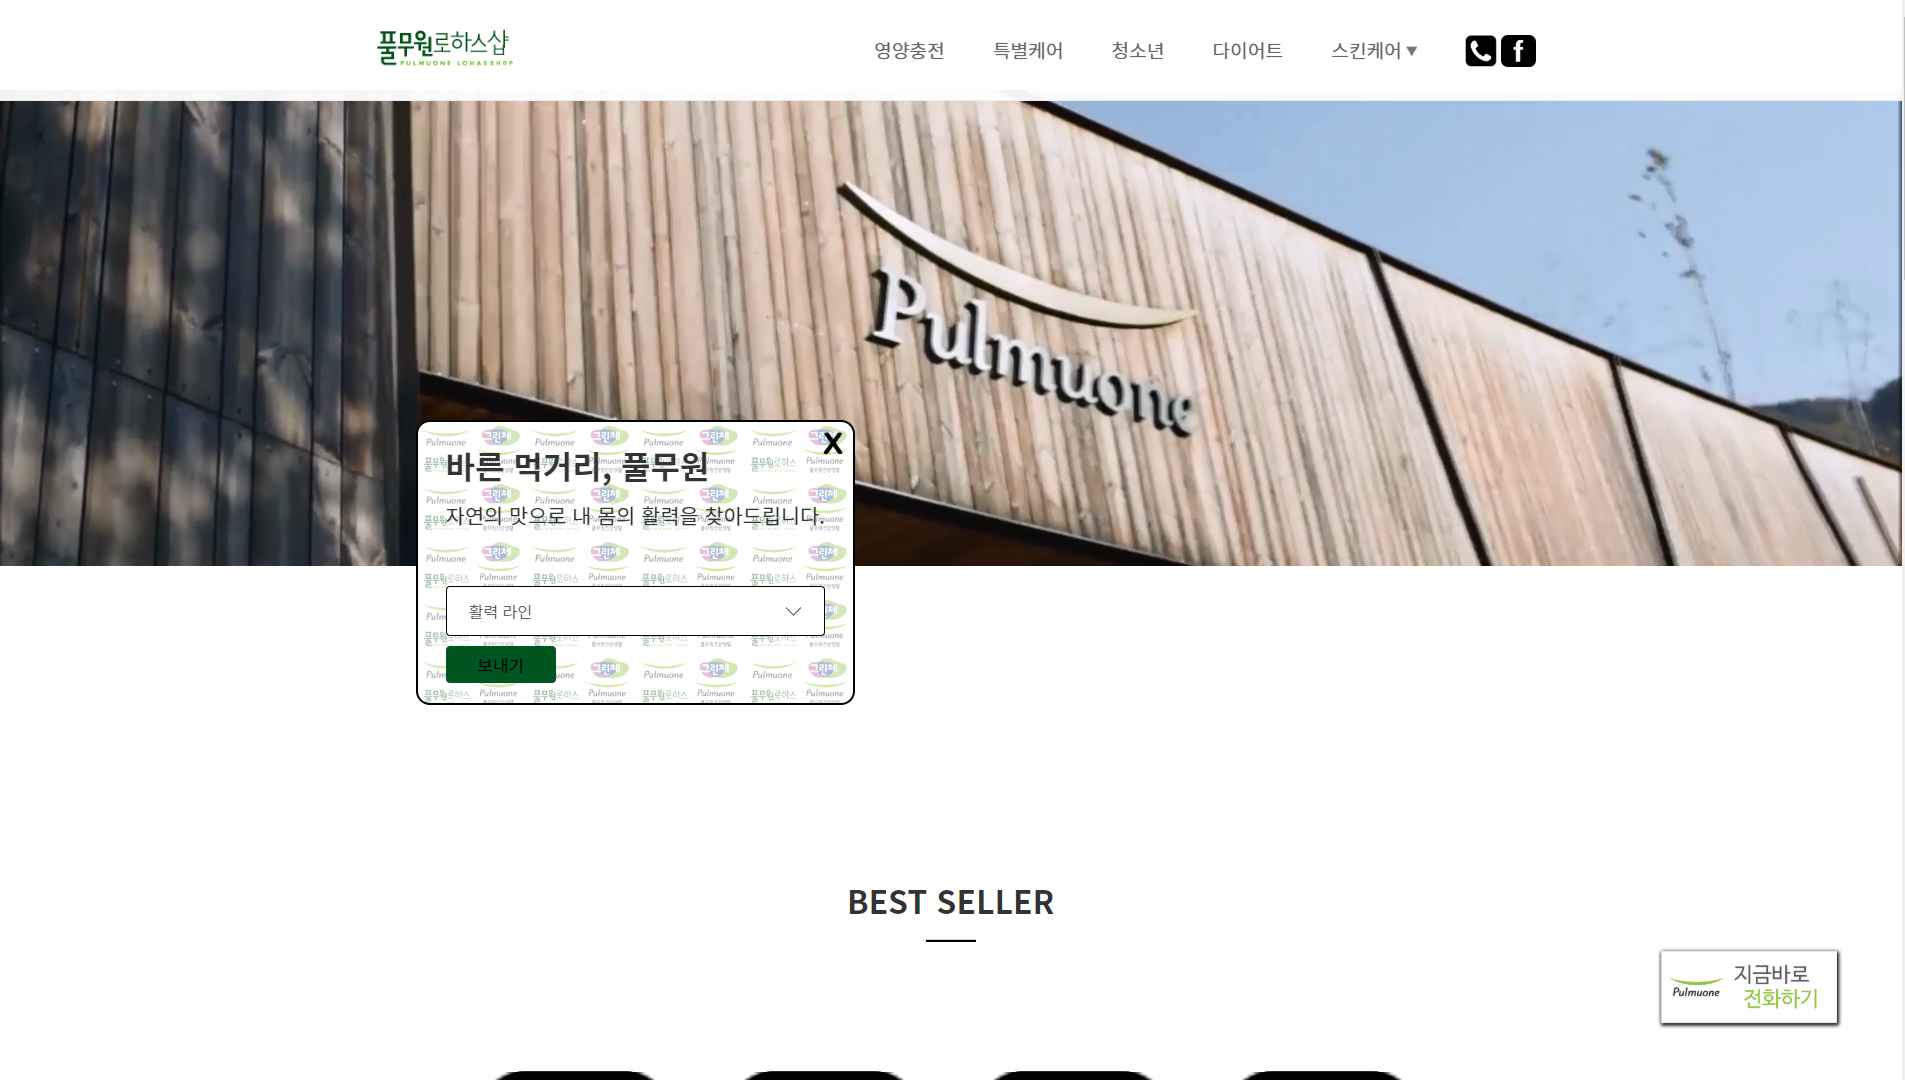 풀무원로하스샵
PULMUONE LOHASSHOP
영양충전
특별케어
청소년
다이어트
스킨케어 ▼
Pulmuone
X
바른 먹거리, 풀무원
자연의 맛으로 내 몸의 활력을 찾아드립니다.
활력 라인
보내기
BEST SELLER
Pulmuone
지금바로
전화하기